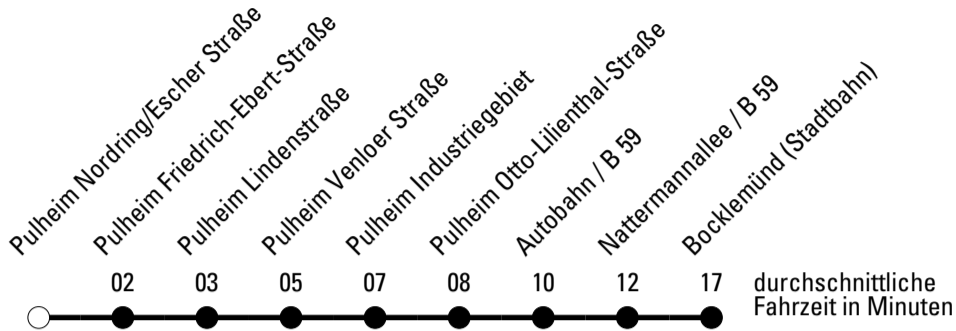 Pulheim Nordring/Escher Straße
Pulheim Friedrich-Ebert-Straße
Pulheim Lindenstraße
Pulheim Venloer Straße
Pulheim Industriegebiet
Pulheim Otto-Lilienthal-Straße
Autobahn / B 59
Nattermannallee / B 59
Bocklemünd (Stadtbahn)
02 03 05 07 08 10 12 17
durchschnittliche
Fahrzeit in Minuten